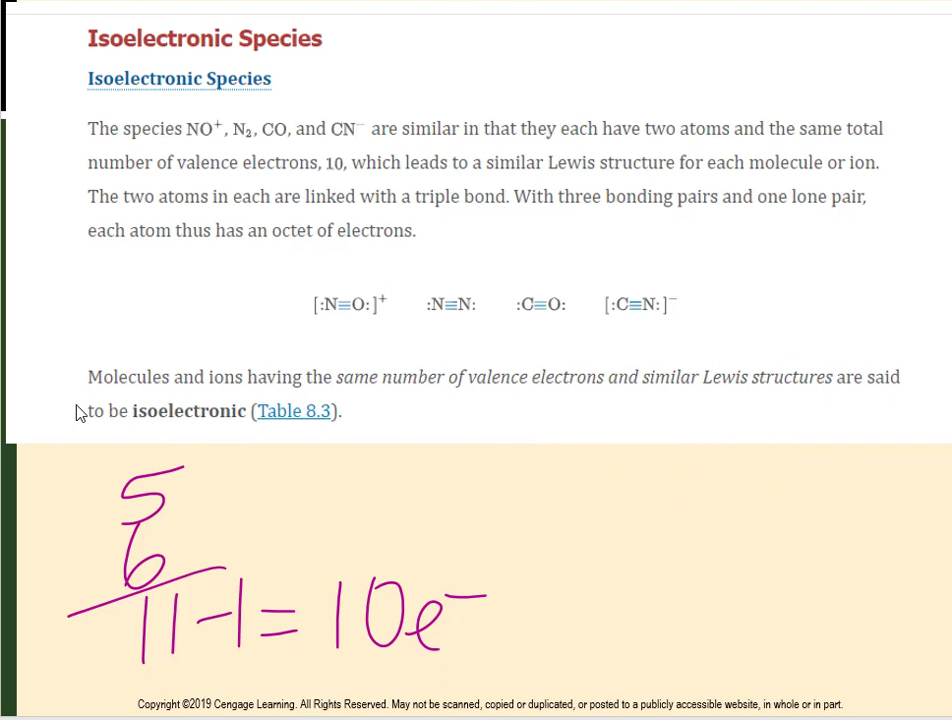 Isoelectronic Species
Isoelectronic Species
The species NO⁺, N₂, CO, and CN⁻ are similar in that they each have two atoms and the same total
number of valence electrons, 10, which leads to a similar Lewis structure for each molecule or ion.
The two atoms in each are linked with a triple bond. With three bonding pairs and one lone pair,
each atom thus has an octet of electrons.
[:N≡O:]⁺ :N≡N: :C≡O: [:C≡N:]⁻
Molecules and ions having the same number of valence electrons and similar Lewis structures are said
to be isoelectronic (Table 8.3).
5
6
11-1=10e⁻
Copyright ©2019 Cengage Learning. All Rights Reserved. May not be scanned, copied or duplicated, or posted to a publicly accessible website, in whole or in part.